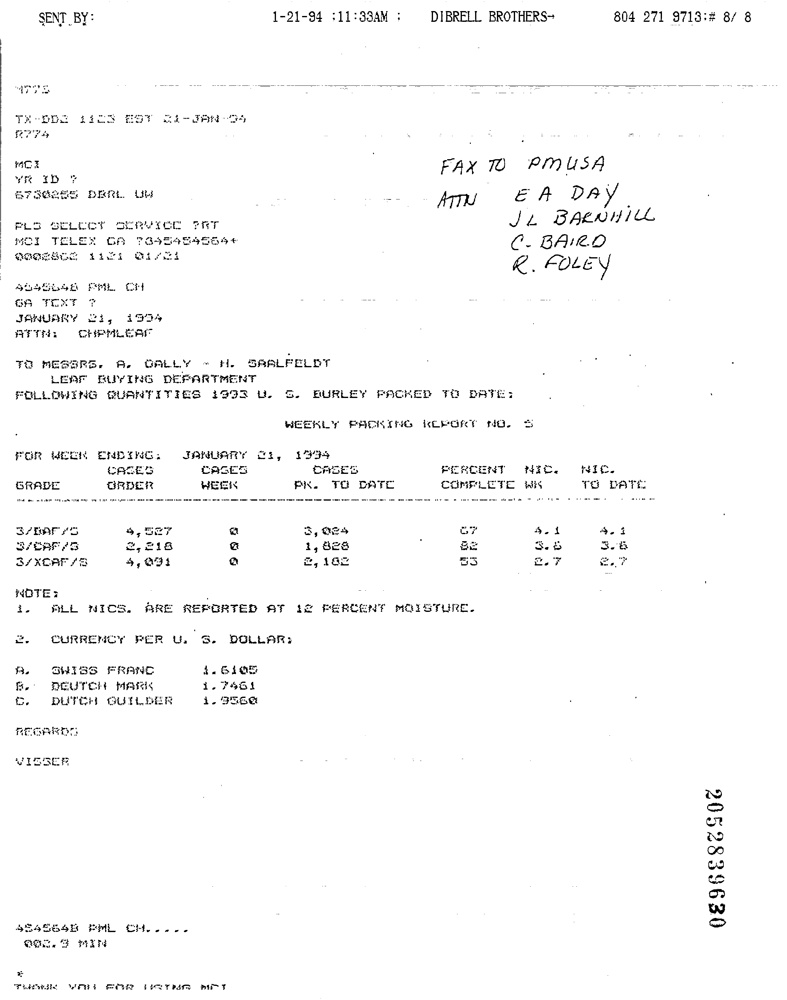 SENT BY: 1-21-94 :11:33AM : DIBRELL BROTHERS→ 804 271 9713:# 8/ 8
M775
TX-DD2 1123 EST 21-JAN-94
R774
MCI
YR ID ?
6730255 DBRL UW
FAX TO PMUSA
ATTN E A DAY
JL BARNHILL
C. BAIRD
R. FOLEY
PLS SELECT SERVICE ?RT
MCI TELEX GA ?8454545644+
0002862 1121 01/21
454564B PML CH
GA TEXT ?
JANUARY 21, 1994
ATTN: CHPMLEAF
TO MESSRS. A. GALLY - H. SAALFELDT
LEAF BUYING DEPARTMENT
FOLLOWING QUANTITIES 1993 U. S. BURLEY PACKED TO DATE:
WEEKLY PACKING REPORT NO. 5
FOR WEEK ENDING: JANUARY 21, 1994
CASES CASES CASES PERCENT NIC. NIC.
GRADE ORDER WEEK PK. TO DATE COMPLETE WK TO DATE
3/BAF/S 4,527 0 3,024 67 4.1 4.1
3/CAF/S 2,218 0 1,828 82 3.6 3.6
3/XCAF/S 4,091 0 2,182 53 2.7 2.7
NOTE:
1. ALL NICS. ARE REPORTED AT 12 PERCENT MOISTURE.
2. CURRENCY PER U. S. DOLLAR:
A. SWISS FRANC 1.6105
B. DEUTCH MARK 1.7461
C. DUTCH GUILDER 1.9560
REGARDS
VISSER
2052839630
454564B PML CH.....
002.9 MIN
*
THANK YOU FOR USING MCI